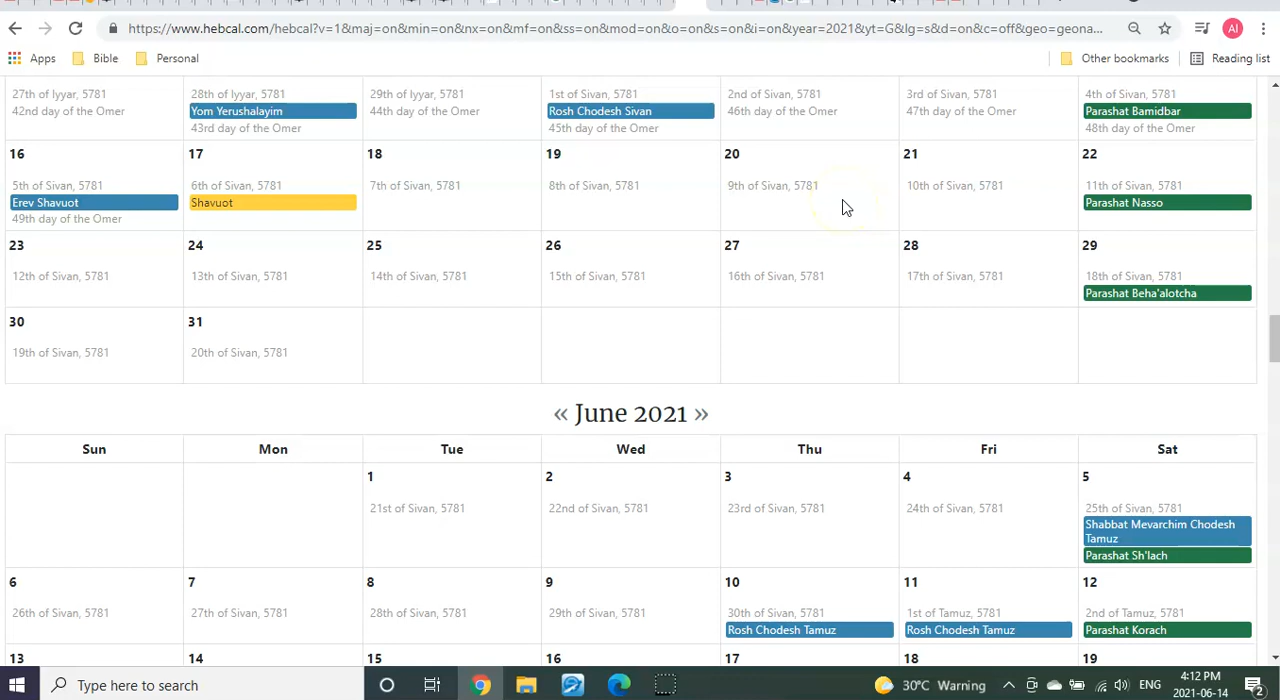 https://www.hebcal.com/hebcal?v=1&maj=on&min=on&nx=on&mf=on&ss=on&mod=on&o=on&s=on&i=on&year=2021&yt=G&lg=s&d=on&c=off&geo=geona...
AI
Apps Bible Personal Other bookmarks Reading list
27th of Iyyar, 5781 28th of Iyyar, 5781 29th of Iyyar, 5781 1st of Sivan, 5781 2nd of Sivan, 5781 3rd of Sivan, 5781 4th of Sivan, 5781
42nd day of the Omer Yom Yerushalayim 44th day of the Omer Rosh Chodesh Sivan 46th day of the Omer 47th day of the Omer Parashat Bamidbar
43rd day of the Omer 45th day of the Omer 48th day of the Omer
16 17 18 19 20 21 22
5th of Sivan, 5781 6th of Sivan, 5781 7th of Sivan, 5781 8th of Sivan, 5781 9th of Sivan, 5781 10th of Sivan, 5781 11th of Sivan, 5781
Erev Shavuot Shavuot Parashat Nasso
49th day of the Omer
23 24 25 26 27 28 29
12th of Sivan, 5781 13th of Sivan, 5781 14th of Sivan, 5781 15th of Sivan, 5781 16th of Sivan, 5781 17th of Sivan, 5781 18th of Sivan, 5781
Parashat Beha'alotcha
30 31
19th of Sivan, 5781 20th of Sivan, 5781
« June 2021 »
Sun Mon Tue Wed Thu Fri Sat
1 2 3 4 5
21st of Sivan, 5781 22nd of Sivan, 5781 23rd of Sivan, 5781 24th of Sivan, 5781 25th of Sivan, 5781
Shabbat Mevarchim Chodesh
Tamuz
Parashat Sh'lach
6 7 8 9 10 11 12
26th of Sivan, 5781 27th of Sivan, 5781 28th of Sivan, 5781 29th of Sivan, 5781 30th of Sivan, 5781 1st of Tamuz, 5781 2nd of Tamuz, 5781
Rosh Chodesh Tamuz Rosh Chodesh Tamuz Parashat Korach
13 14 15 16 17 18 19
Type here to search 30°C Warning ENG 4:12 PM
2021-06-14
2